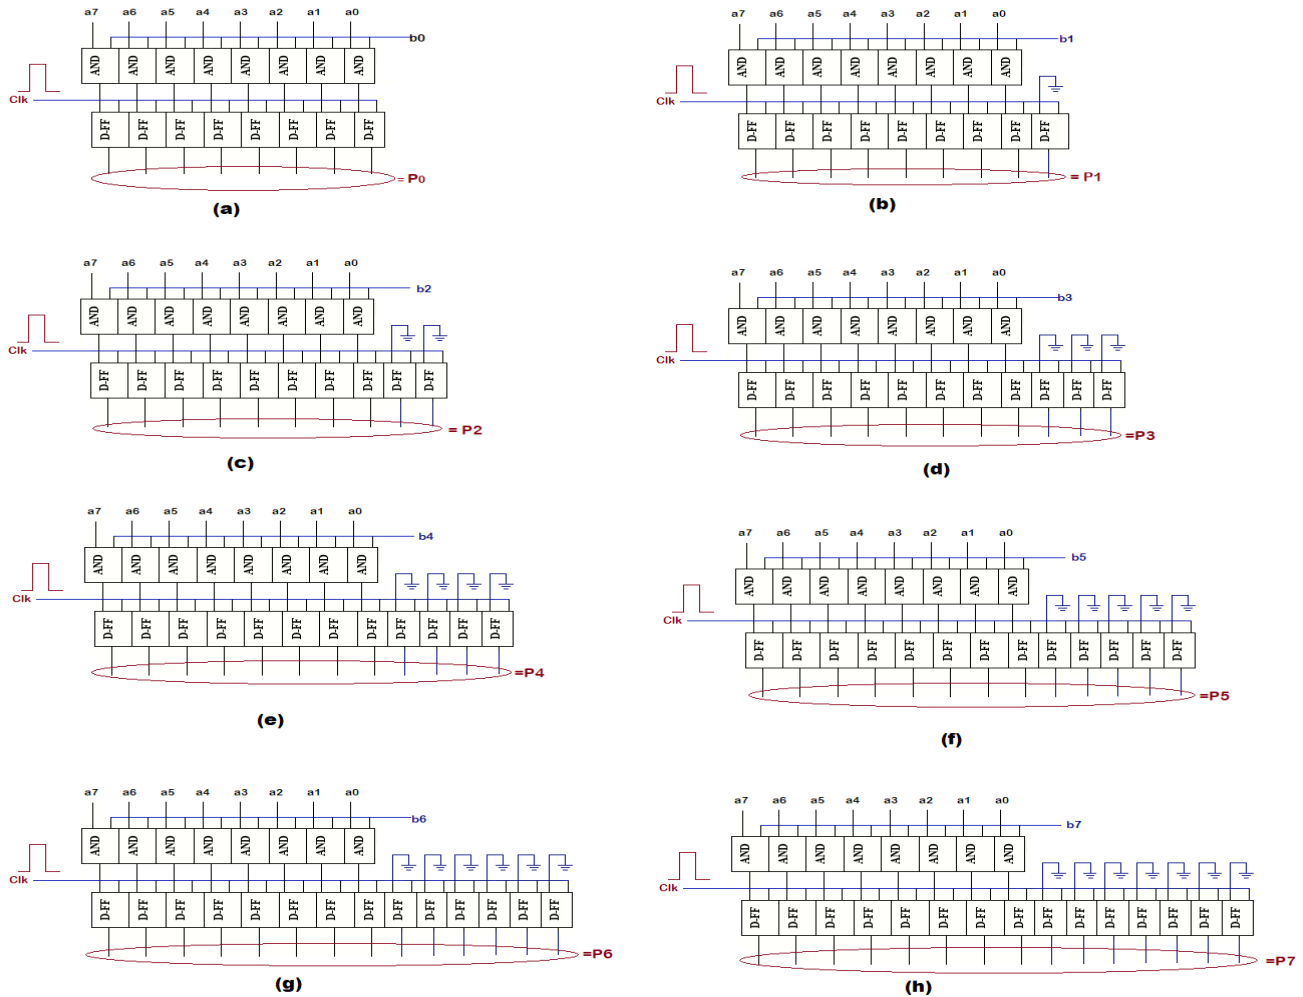 a7 a6 a5 a4 a3 a2 a1 a0
b0
AND AND AND AND AND AND AND AND
Clk
D-FF D-FF D-FF D-FF D-FF D-FF D-FF D-FF
= P0
(a)
a7 a6 a5 a4 a3 a2 a1 a0
b1
AND AND AND AND AND AND AND AND
Clk
D-FF D-FF D-FF D-FF D-FF D-FF D-FF D-FF D-FF
= P1
(b)
a7 a6 a5 a4 a3 a2 a1 a0
b2
AND AND AND AND AND AND AND AND
Clk
D-FF D-FF D-FF D-FF D-FF D-FF D-FF D-FF D-FF D-FF
= P2
(c)
a7 a6 a5 a4 a3 a2 a1 a0
b3
AND AND AND AND AND AND AND AND
Clk
D-FF D-FF D-FF D-FF D-FF D-FF D-FF D-FF D-FF D-FF D-FF
=P3
(d)
a7 a6 a5 a4 a3 a2 a1 a0
b4
AND AND AND AND AND AND AND AND
Clk
D-FF D-FF D-FF D-FF D-FF D-FF D-FF D-FF D-FF D-FF D-FF D-FF
=P4
(e)
a7 a6 a5 a4 a3 a2 a1 a0
b5
AND AND AND AND AND AND AND AND
Clk
D-FF D-FF D-FF D-FF D-FF D-FF D-FF D-FF D-FF D-FF D-FF D-FF D-FF
=P5
(f)
a7 a6 a5 a4 a3 a2 a1 a0
b6
AND AND AND AND AND AND AND AND
Clk
D-FF D-FF D-FF D-FF D-FF D-FF D-FF D-FF D-FF D-FF D-FF D-FF D-FF D-FF
=P6
(g)
a7 a6 a5 a4 a3 a2 a1 a0
b7
AND AND AND AND AND AND AND AND
Clk
D-FF D-FF D-FF D-FF D-FF D-FF D-FF D-FF D-FF D-FF D-FF D-FF D-FF D-FF D-FF
=P7
(h)